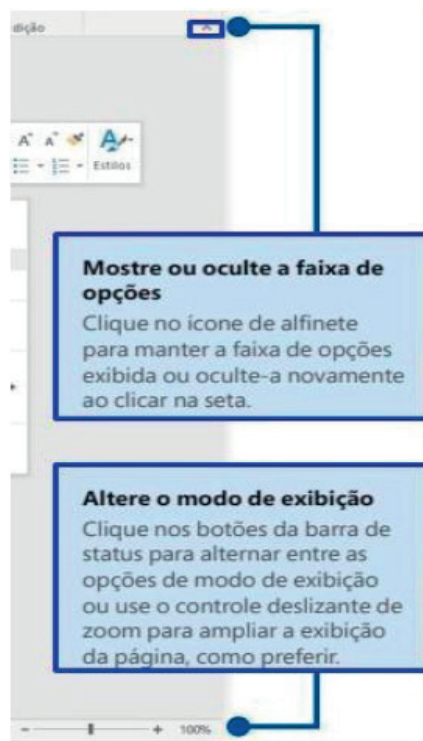 dição
Estilos
Mostre ou oculte a faixa de
opções
Clique no ícone de alfinete
para manter a faixa de opções
exibida ou oculte-a novamente
ao clicar na seta.
Altere o modo de exibição
Clique nos botões da barra de
status para alternar entre as
opções de modo de exibição
ou use o controle deslizante de
zoom para ampliar a exibição
da página, como preferir.
- + 100%